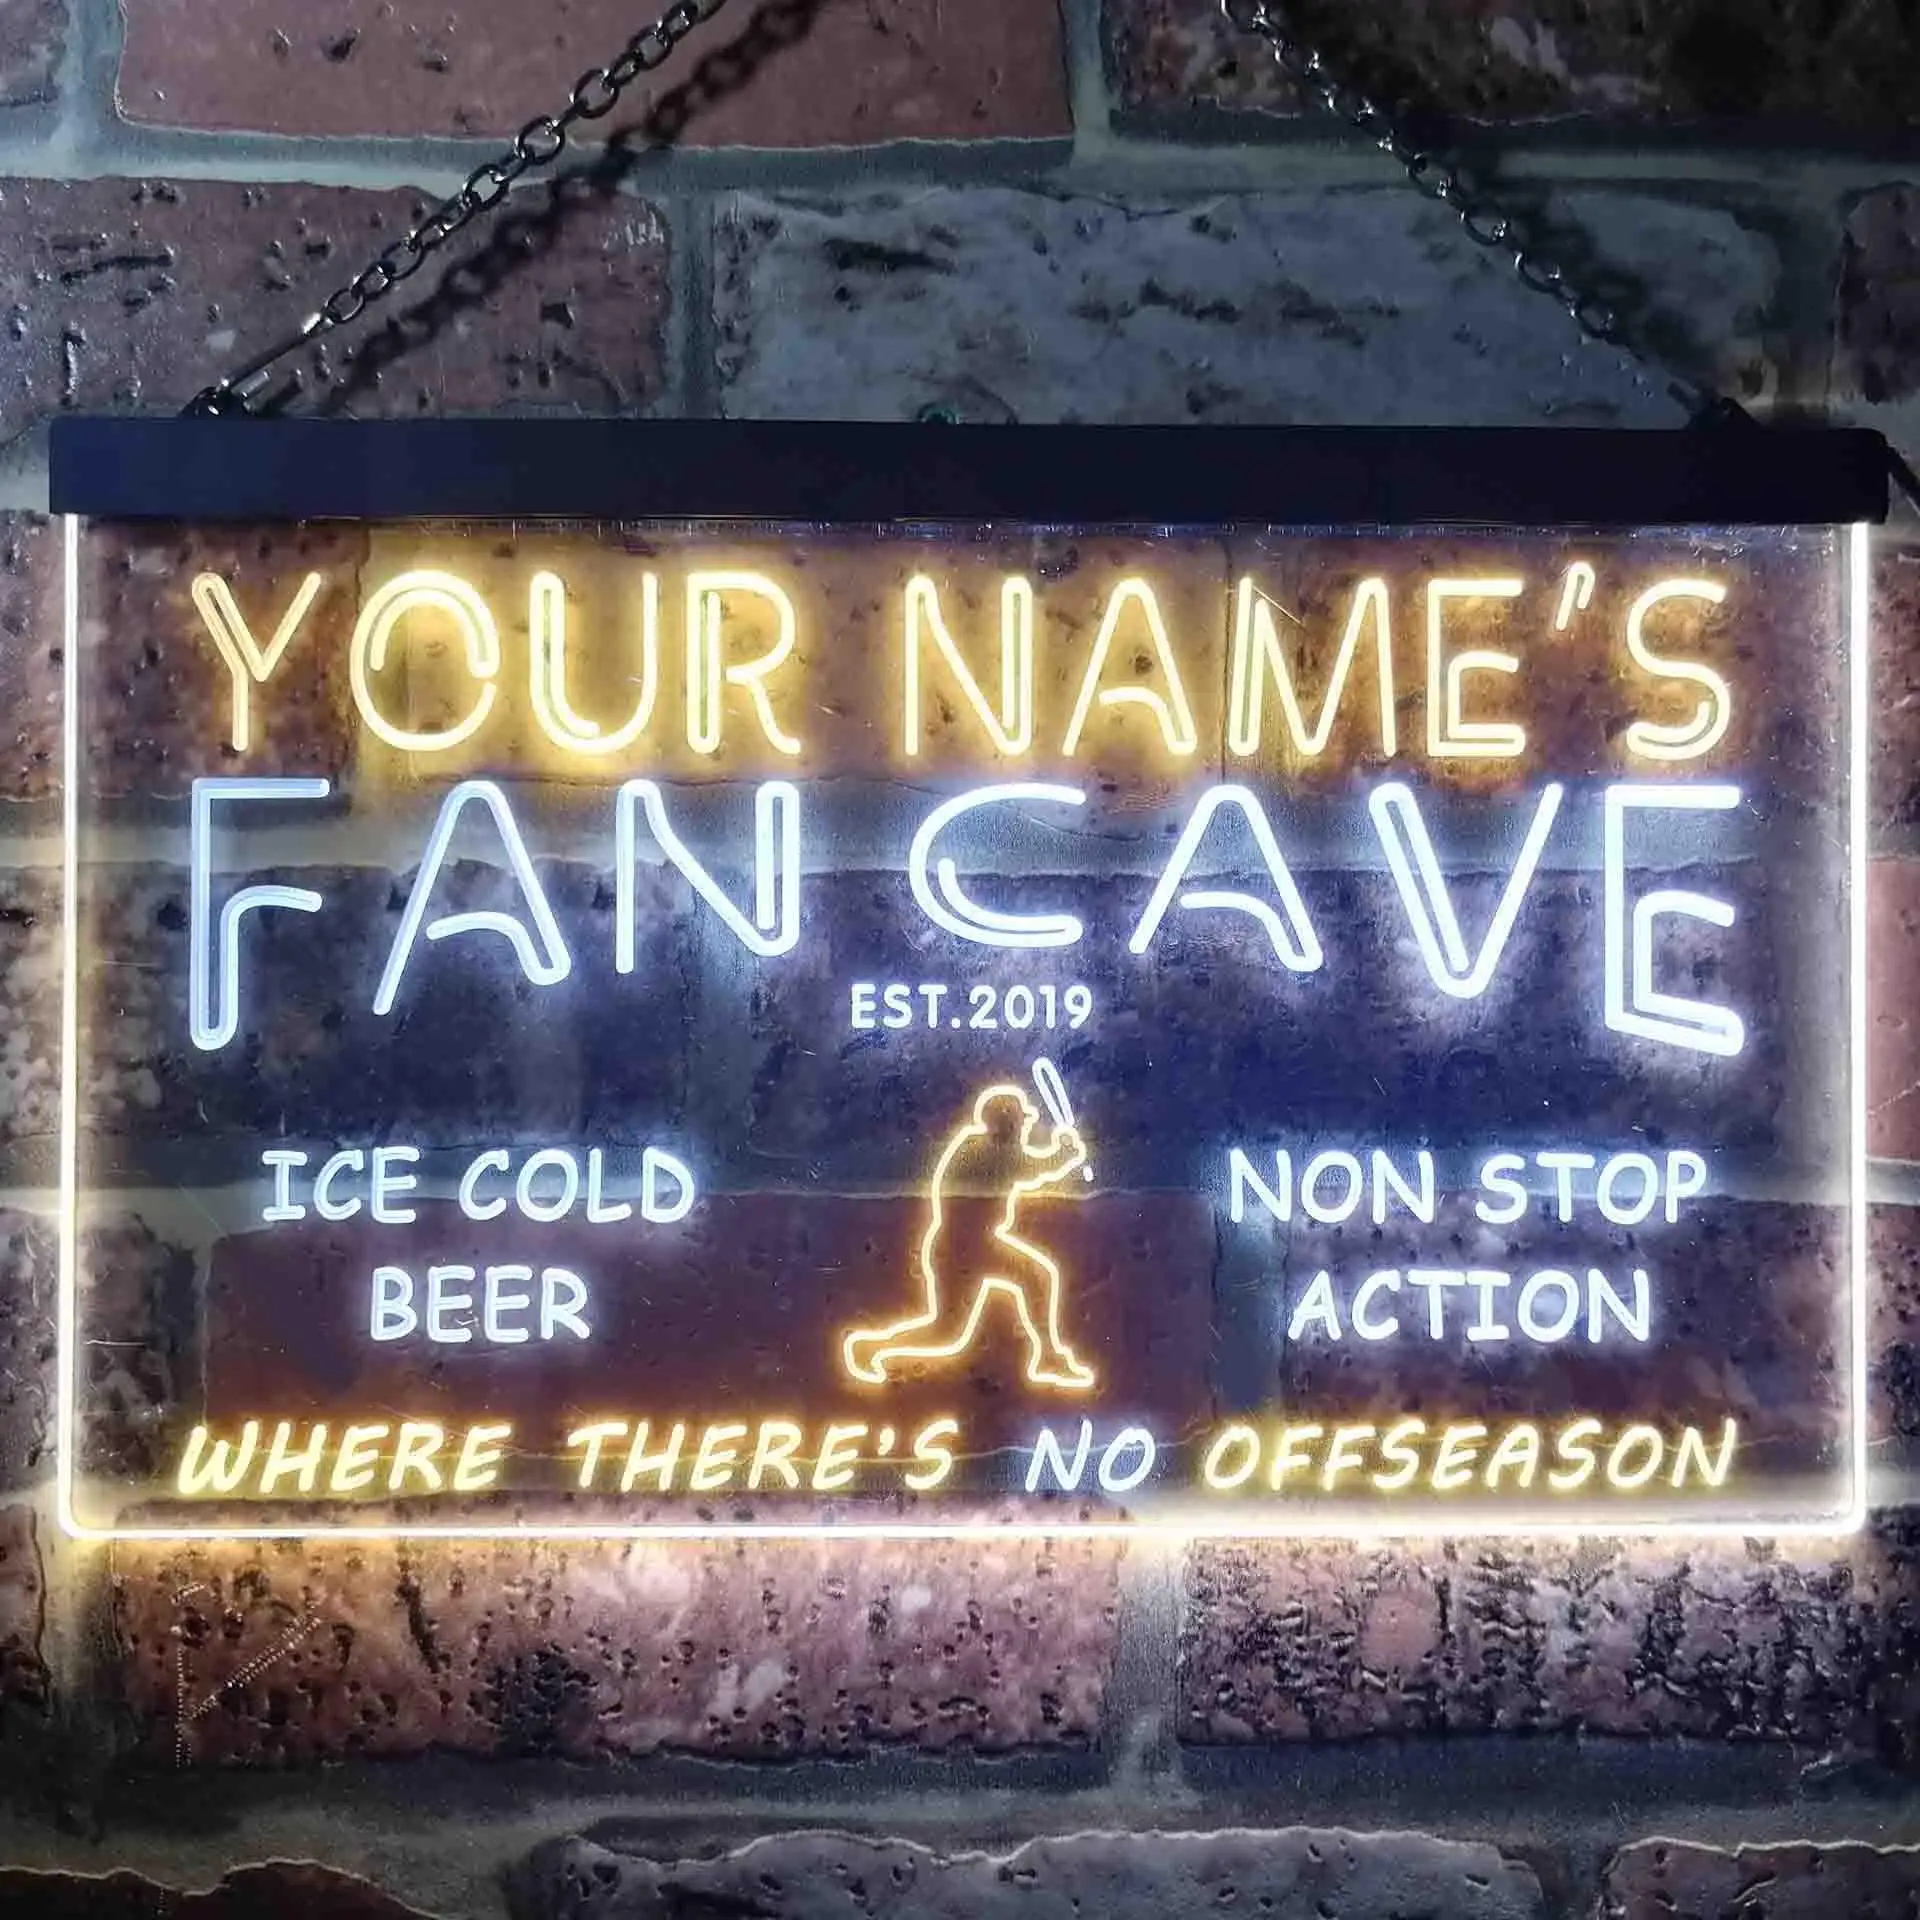 YOUR NAME'S
FAN CAVE
EST.2019
ICE COLD
BEER
NON STOP
ACTION
WHERE THERE'S NO OFFSEASON